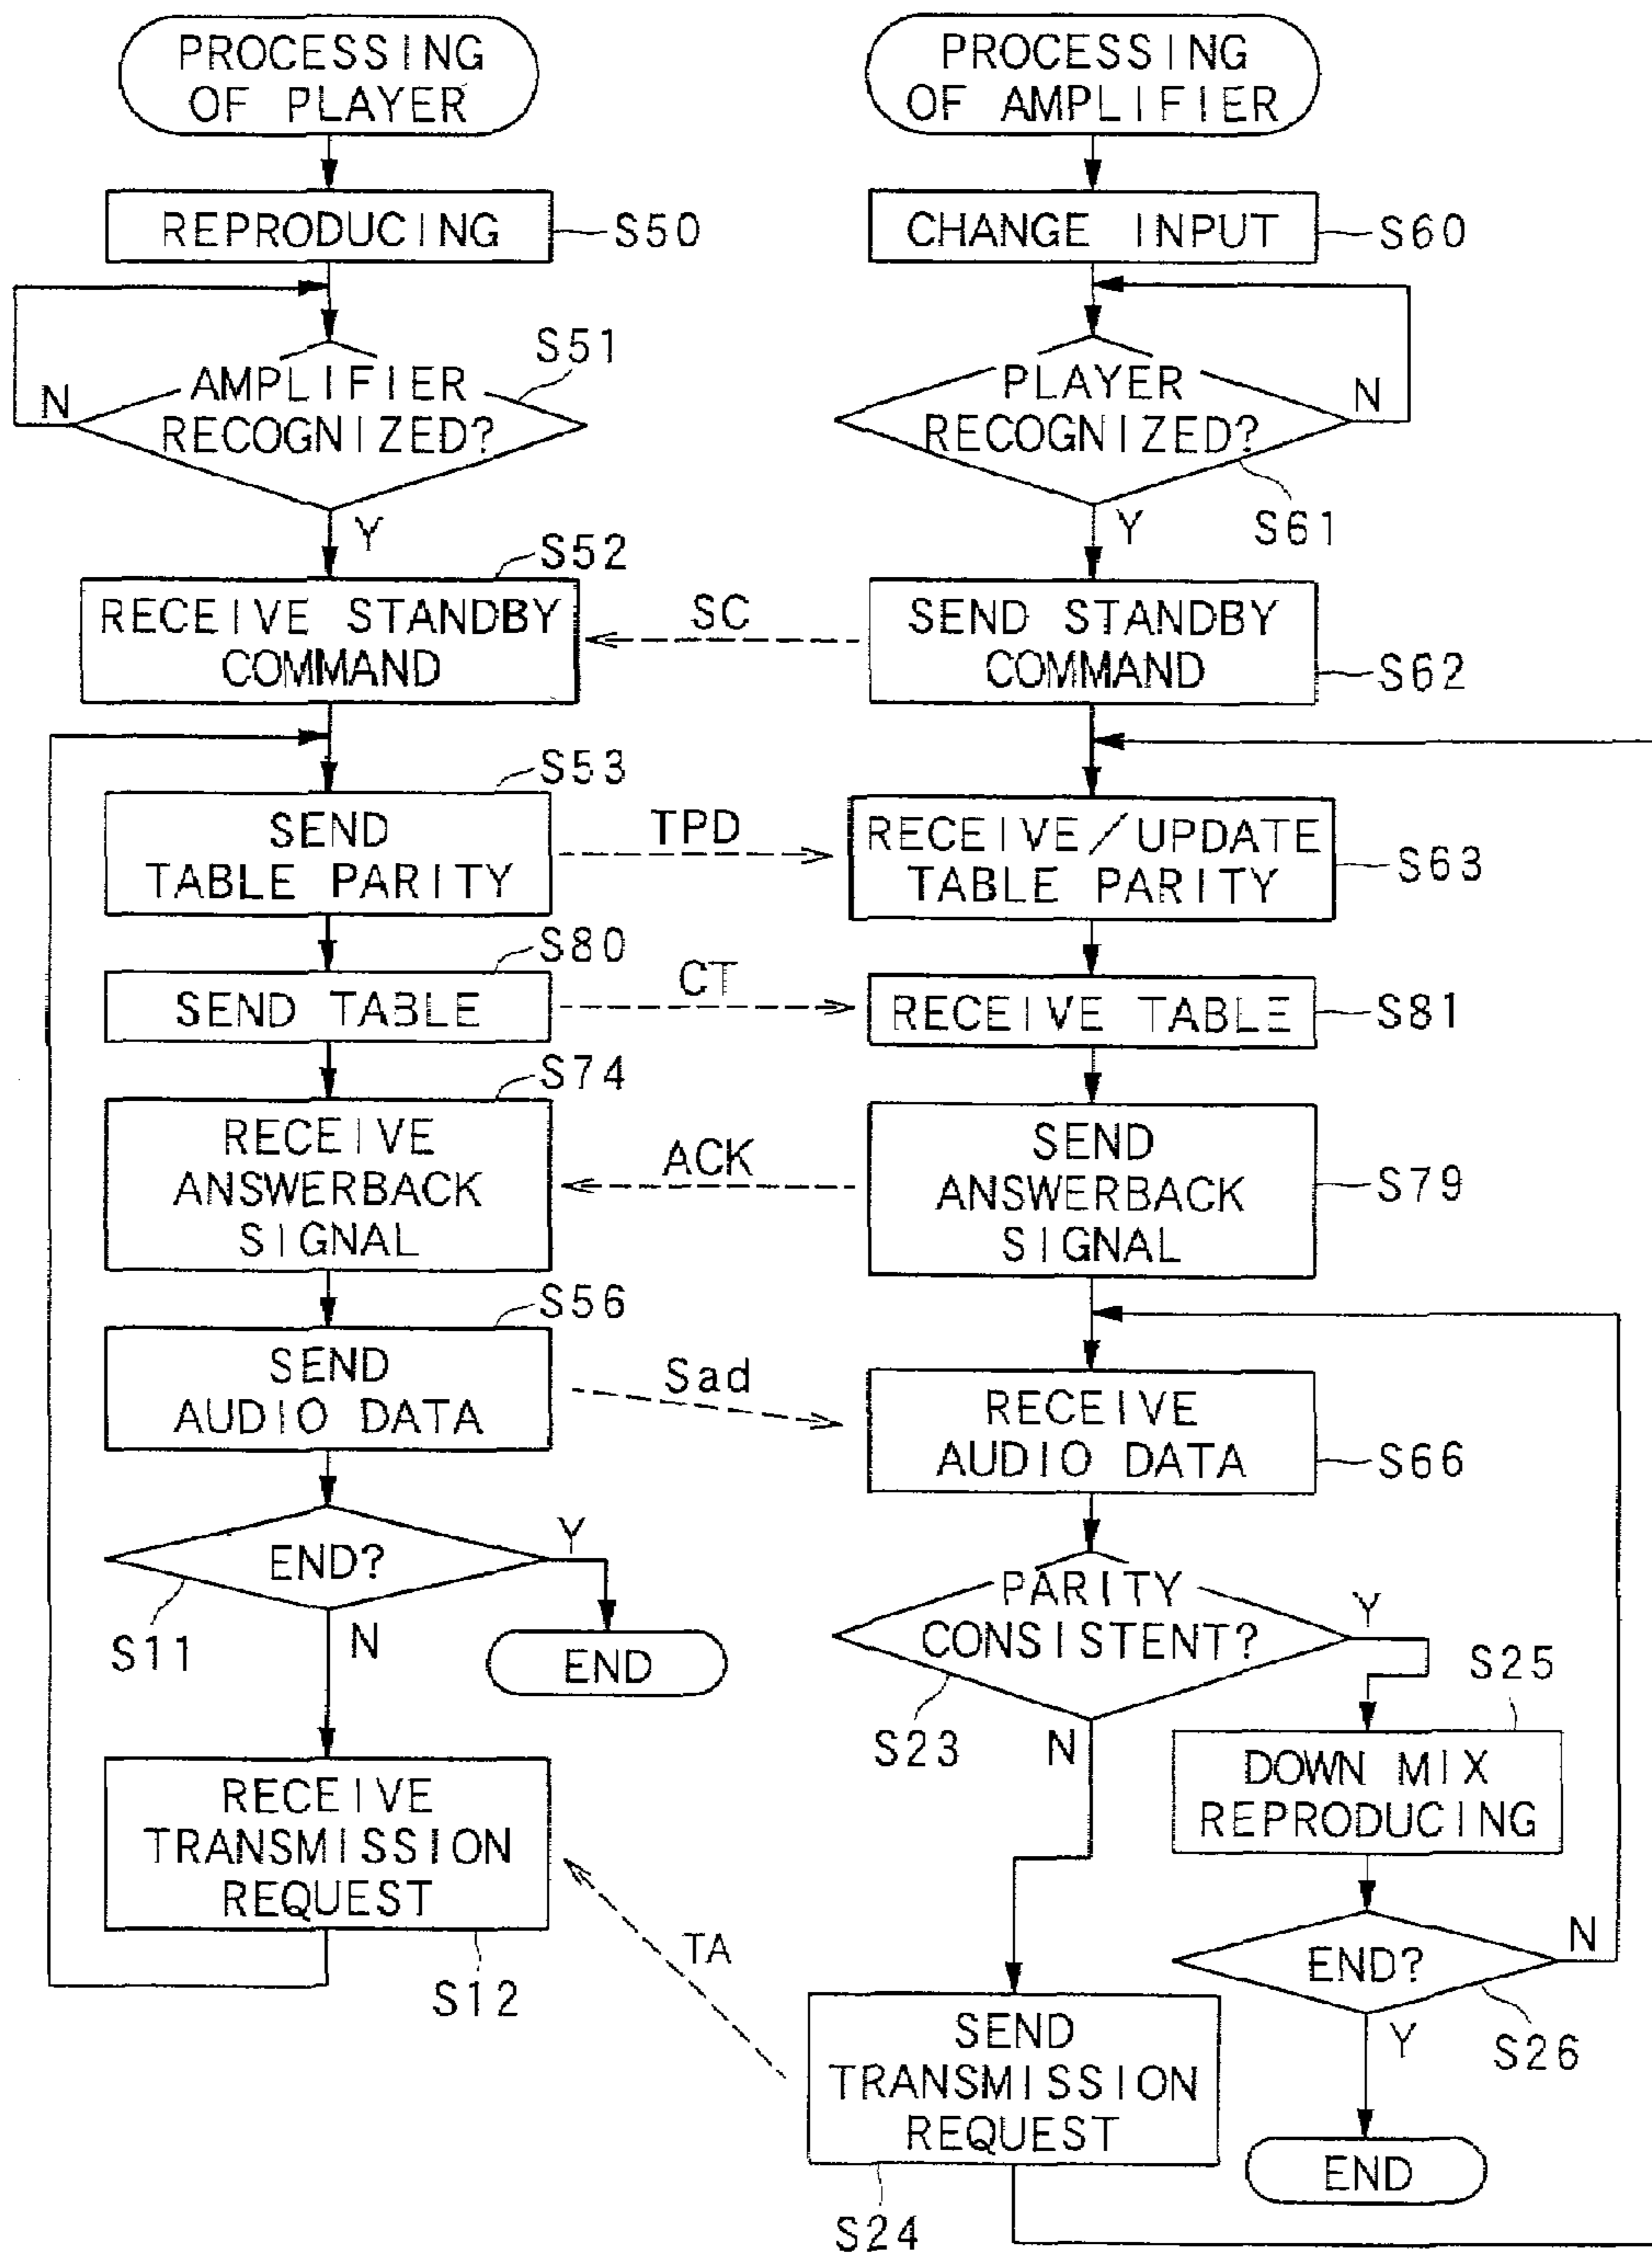 PROCESSING
OF PLAYER
REPRODUCING
S50
S51
AMPLIFIER
RECOGNIZED?
N
Y
S52
RECEIVE STANDBY
COMMAND
SC
S53
SEND
TABLE PARITY
TPD
S80
SEND TABLE
CT
S74
RECEIVE
ANSWERBACK
SIGNAL
ACK
S56
SEND
AUDIO DATA
Sad
END?
Y
S11
N
END
RECEIVE
TRANSMISSION
REQUEST
S12
TA
PROCESSING
OF AMPLIFIER
CHANGE INPUT
S60
PLAYER
RECOGNIZED?
N
S61
Y
SEND STANDBY
COMMAND
S62
RECEIVE/UPDATE
TABLE PARITY
S63
RECEIVE TABLE
S81
SEND
ANSWERBACK
SIGNAL
S79
RECEIVE
AUDIO DATA
S66
PARITY
CONSISTENT?
Y
S23
N
S25
DOWN MIX
REPRODUCING
END?
N
S26
Y
END
SEND
TRANSMISSION
REQUEST
S24